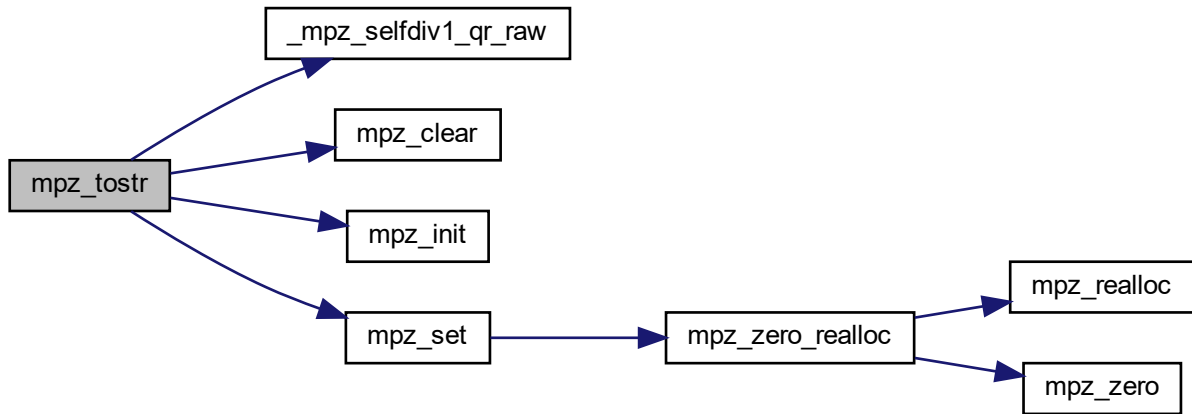 _mpz_selfdiv1_qr_raw
mpz_clear
mpz_tostr
mpz_init
mpz_realloc
mpz_set
mpz_zero_realloc
mpz_zero